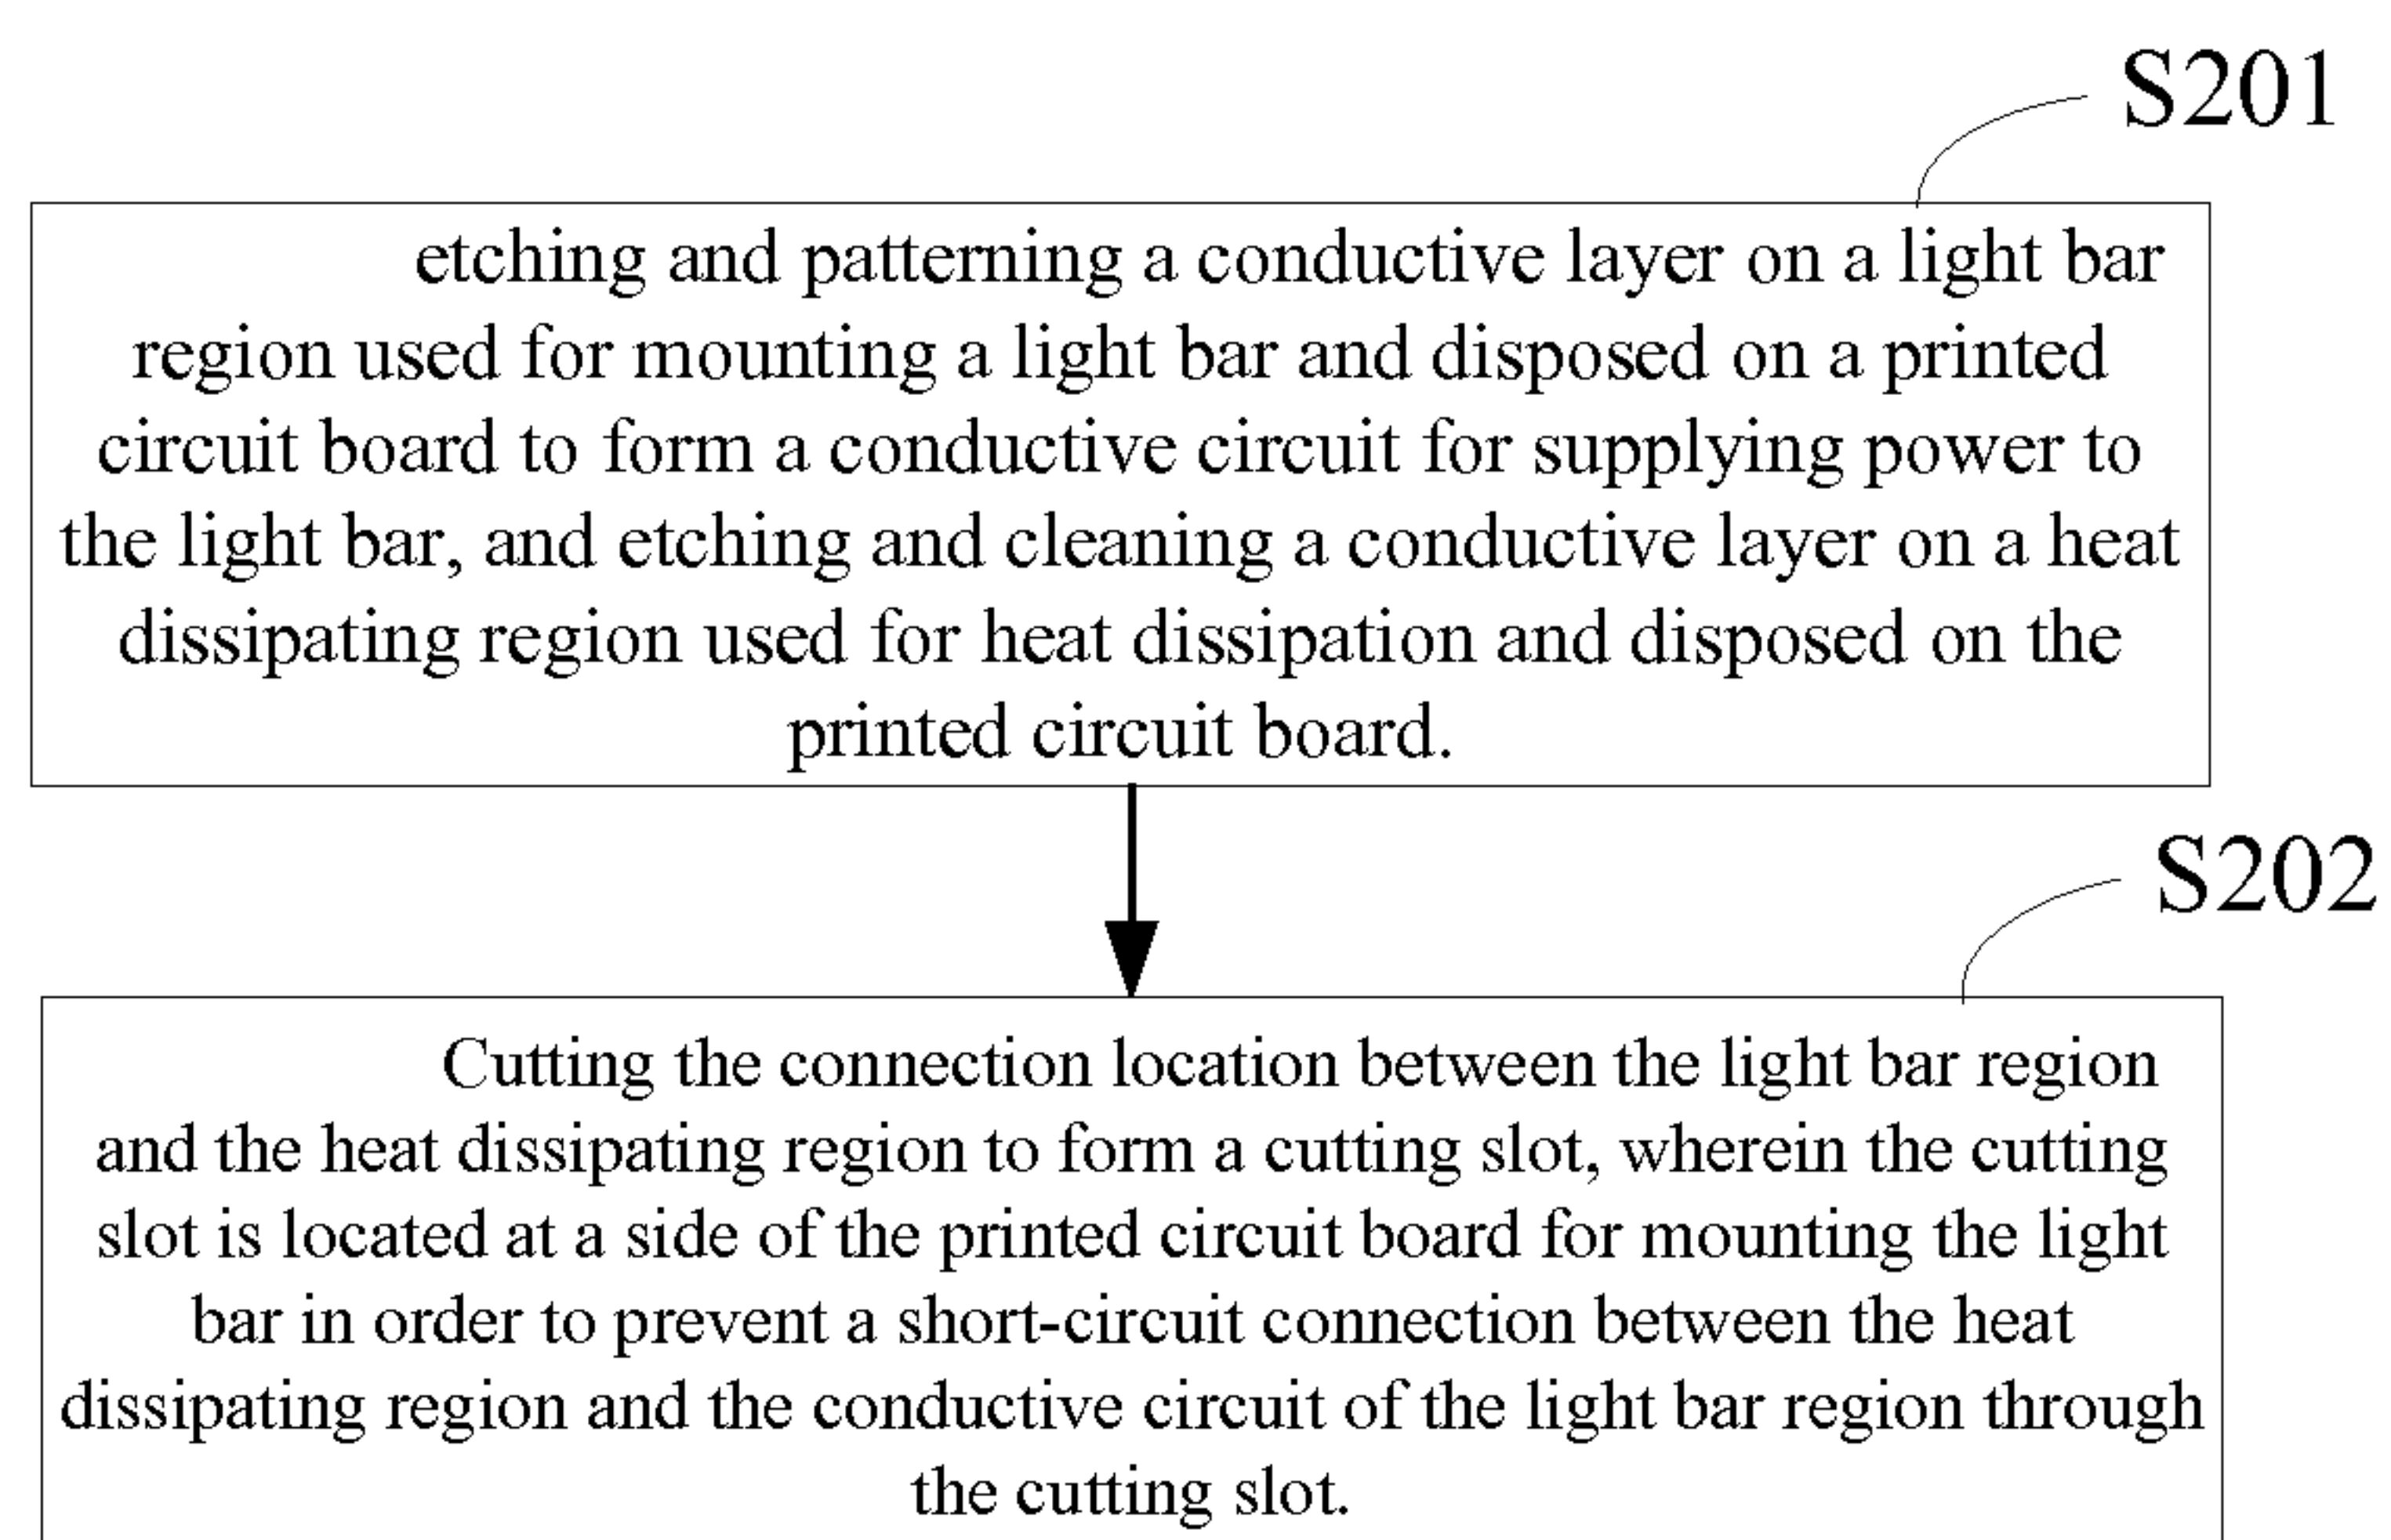 S201
etching and patterning a conductive layer on a light bar
region used for mounting a light bar and disposed on a printed
circuit board to form a conductive circuit for supplying power to
the light bar, and etching and cleaning a conductive layer on a heat
dissipating region used for heat dissipation and disposed on the
printed circuit board.
S202
Cutting the connection location between the light bar region
and the heat dissipating region to form a cutting slot, wherein the cutting
slot is located at a side of the printed circuit board for mounting the light
bar in order to prevent a short-circuit connection between the heat
dissipating region and the conductive circuit of the light bar region through
the cutting slot.